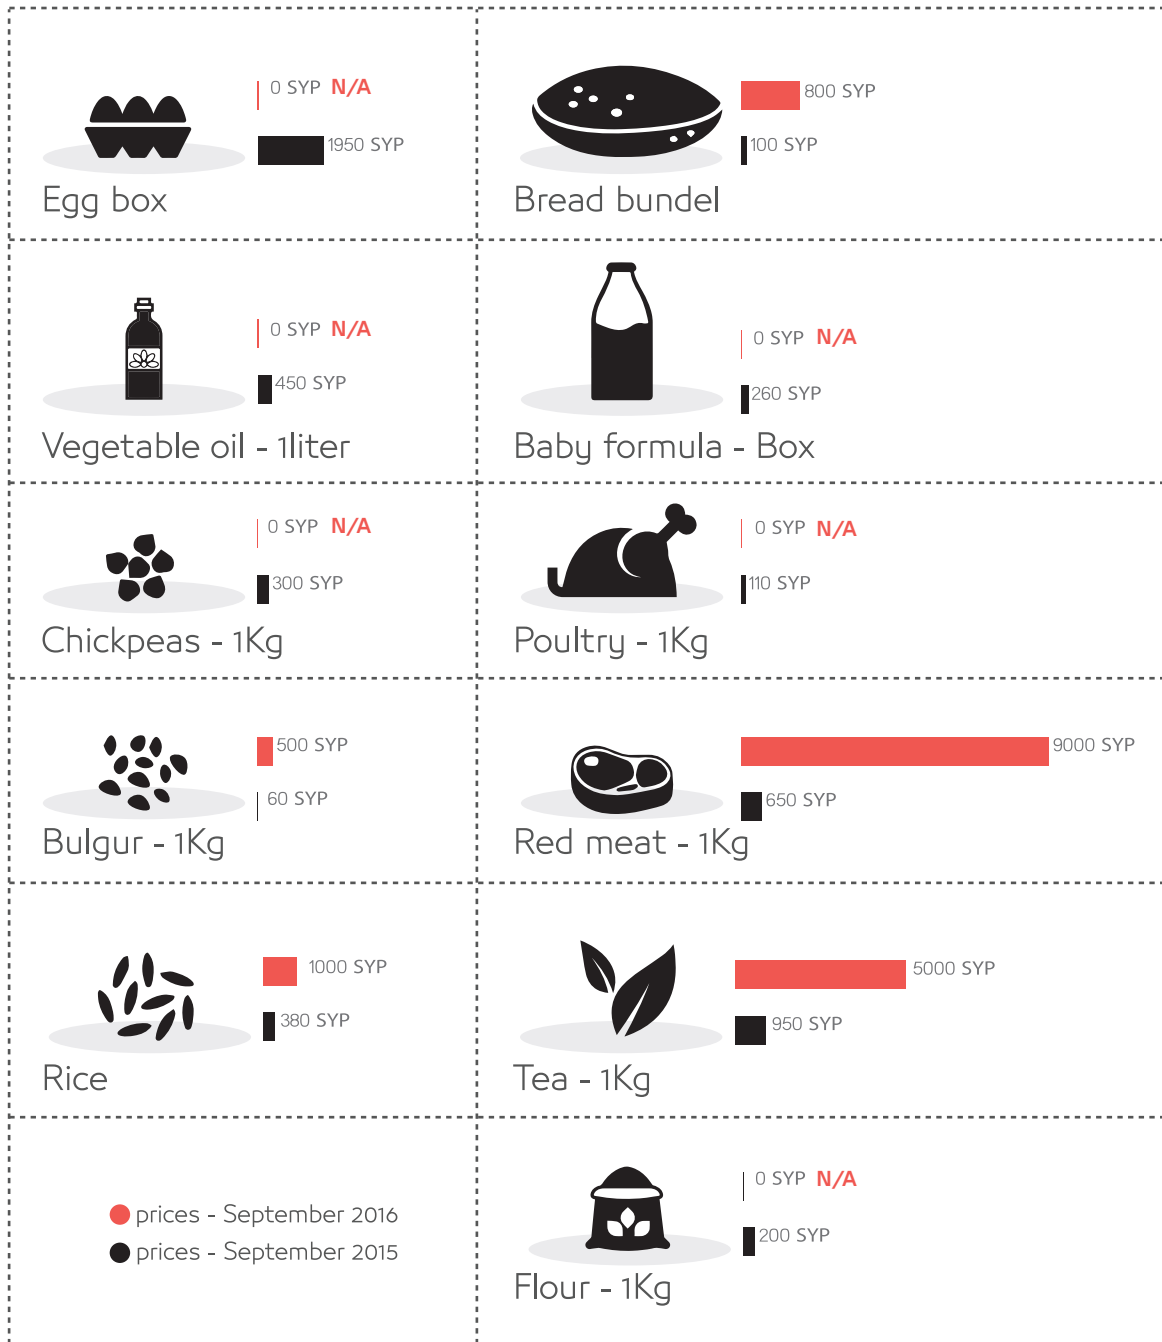 0 SYP N/A
1950 SYP
Egg box
800 SYP
100 SYP
Bread bundel
0 SYP N/A
450 SYP
Vegetable oil - 1liter
0 SYP N/A
260 SYP
Baby formula - Box
0 SYP N/A
300 SYP
Chickpeas - 1Kg
0 SYP N/A
110 SYP
Poultry - 1Kg
500 SYP
60 SYP
Bulgur - 1Kg
9000 SYP
650 SYP
Red meat - 1Kg
1000 SYP
380 SYP
Rice
5000 SYP
950 SYP
Tea - 1Kg
prices - September 2016
prices - September 2015
0 SYP N/A
200 SYP
Flour - 1Kg